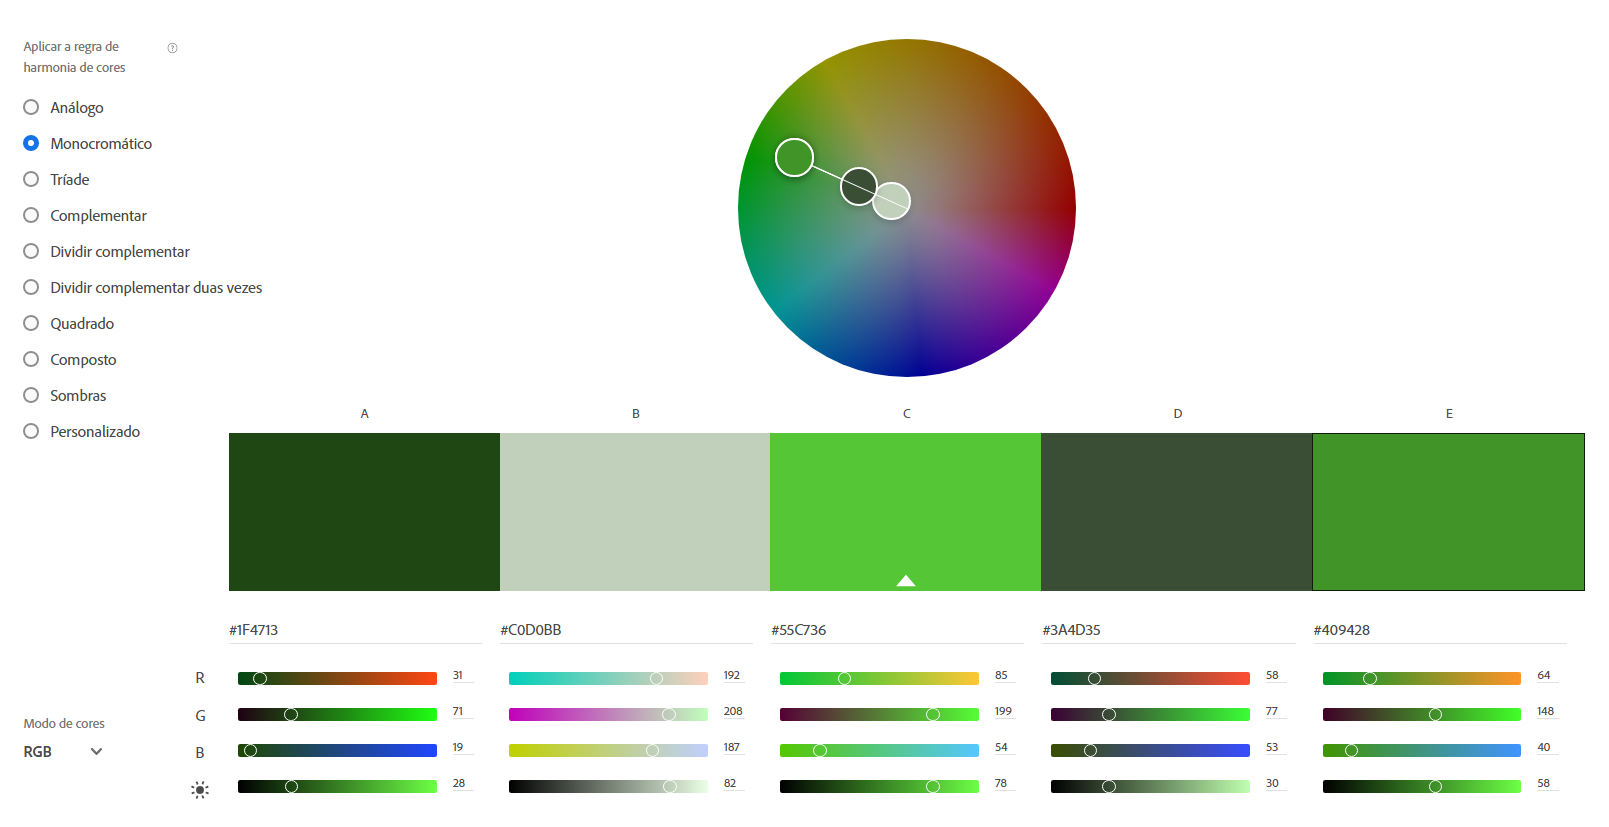 Aplicar a regra de
harmonia de cores
Análogo
Monocromático
Tríade
Complementar
Dividir complementar
Dividir complementar duas vezes
Quadrado
Composto
Sombras
Personalizado
A B C D E
#1F4713 #C0D0BB #55C736 #3A4D35 #409428
R 31 192 85 58 64
G 71 208 199 77 148
B 19 187 54 53 40
28 82 78 30 58
Modo de cores
RGB